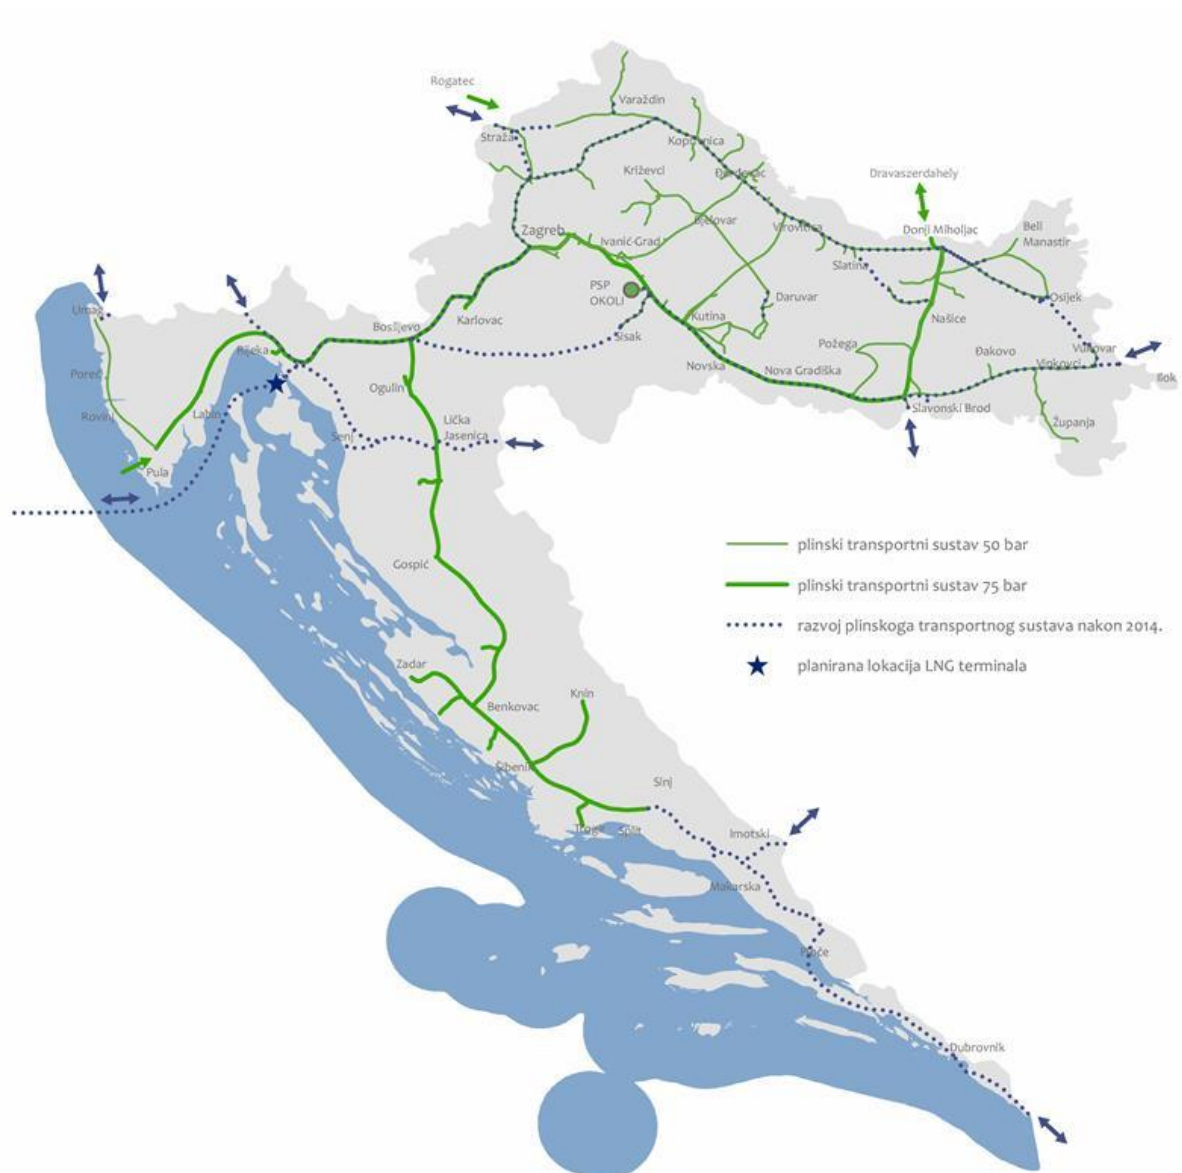 Rogatec
Varaždin
Straža
Koprivnica
Križevci
Đurđevac
Dravaszerdahely
Bjelovar
Virovitica
Donji Miholjac
Beli
Manastir
Zagreb
Ivanić Grad
Slatina
PSP
OKOLI
Daruvar
Osijek
Umag
Karlovac
Kutina
Našice
Bosiljevo
Sisak
Požega
Đakovo
Vukovar
Rijeka
Novska
Vinkovci
Poreč
Nova Gradiška
Ilok
Ogulin
Slavonski Brod
Rovinj
Labin
Lička
Jasenica
Županja
Senj
Pula
plinski transportni sustav 50 bar
Gospić
plinski transportni sustav 75 bar
razvoj plinskoga transportnog sustava nakon 2014.
Zadar
planirana lokacija LNG terminala
Knin
Benkovac
Šibenik
Sinj
Trogir
Split
Imotski
Makarska
Ploče
Dubrovnik